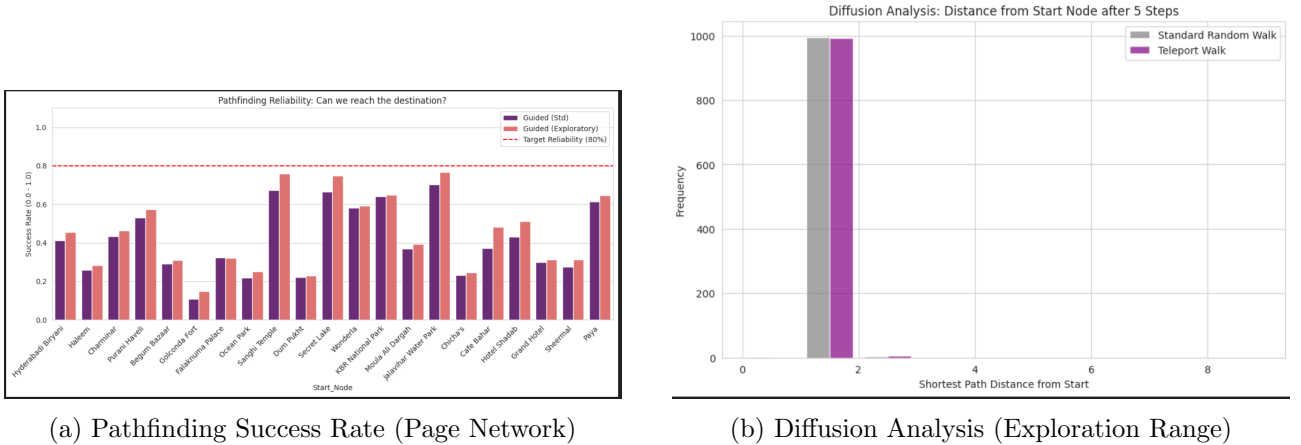 Pathfinding Reliability: Can we reach the destination?
Guided (Std)
Guided (Exploratory)
Target Reliability (80%)
Success Rate (0.0 - 1.0)
1.0
0.8
0.6
0.4
0.2
0.0
Hyderabadi Biryani
Haleem
Charminar
Purani Haveli
Begum Bazaar
Golconda Fort
Falaknuma Palace
Ocean Park
Sanghi Temple
Dum Pukht
Secret Lake
Wonderla
KBR National Park
Moula Ali Dargah
Jalavihar Water Park
Chicha's
Cafe Bahar
Hotel Shadab
Grand Hotel
Sheermal
Paya
Start_Node
(a) Pathfinding Success Rate (Page Network)
Diffusion Analysis: Distance from Start Node after 5 Steps
Standard Random Walk
Teleport Walk
Frequency
1000
800
600
400
200
0
0 2 4 6 8
Shortest Path Distance from Start
(b) Diffusion Analysis (Exploration Range)